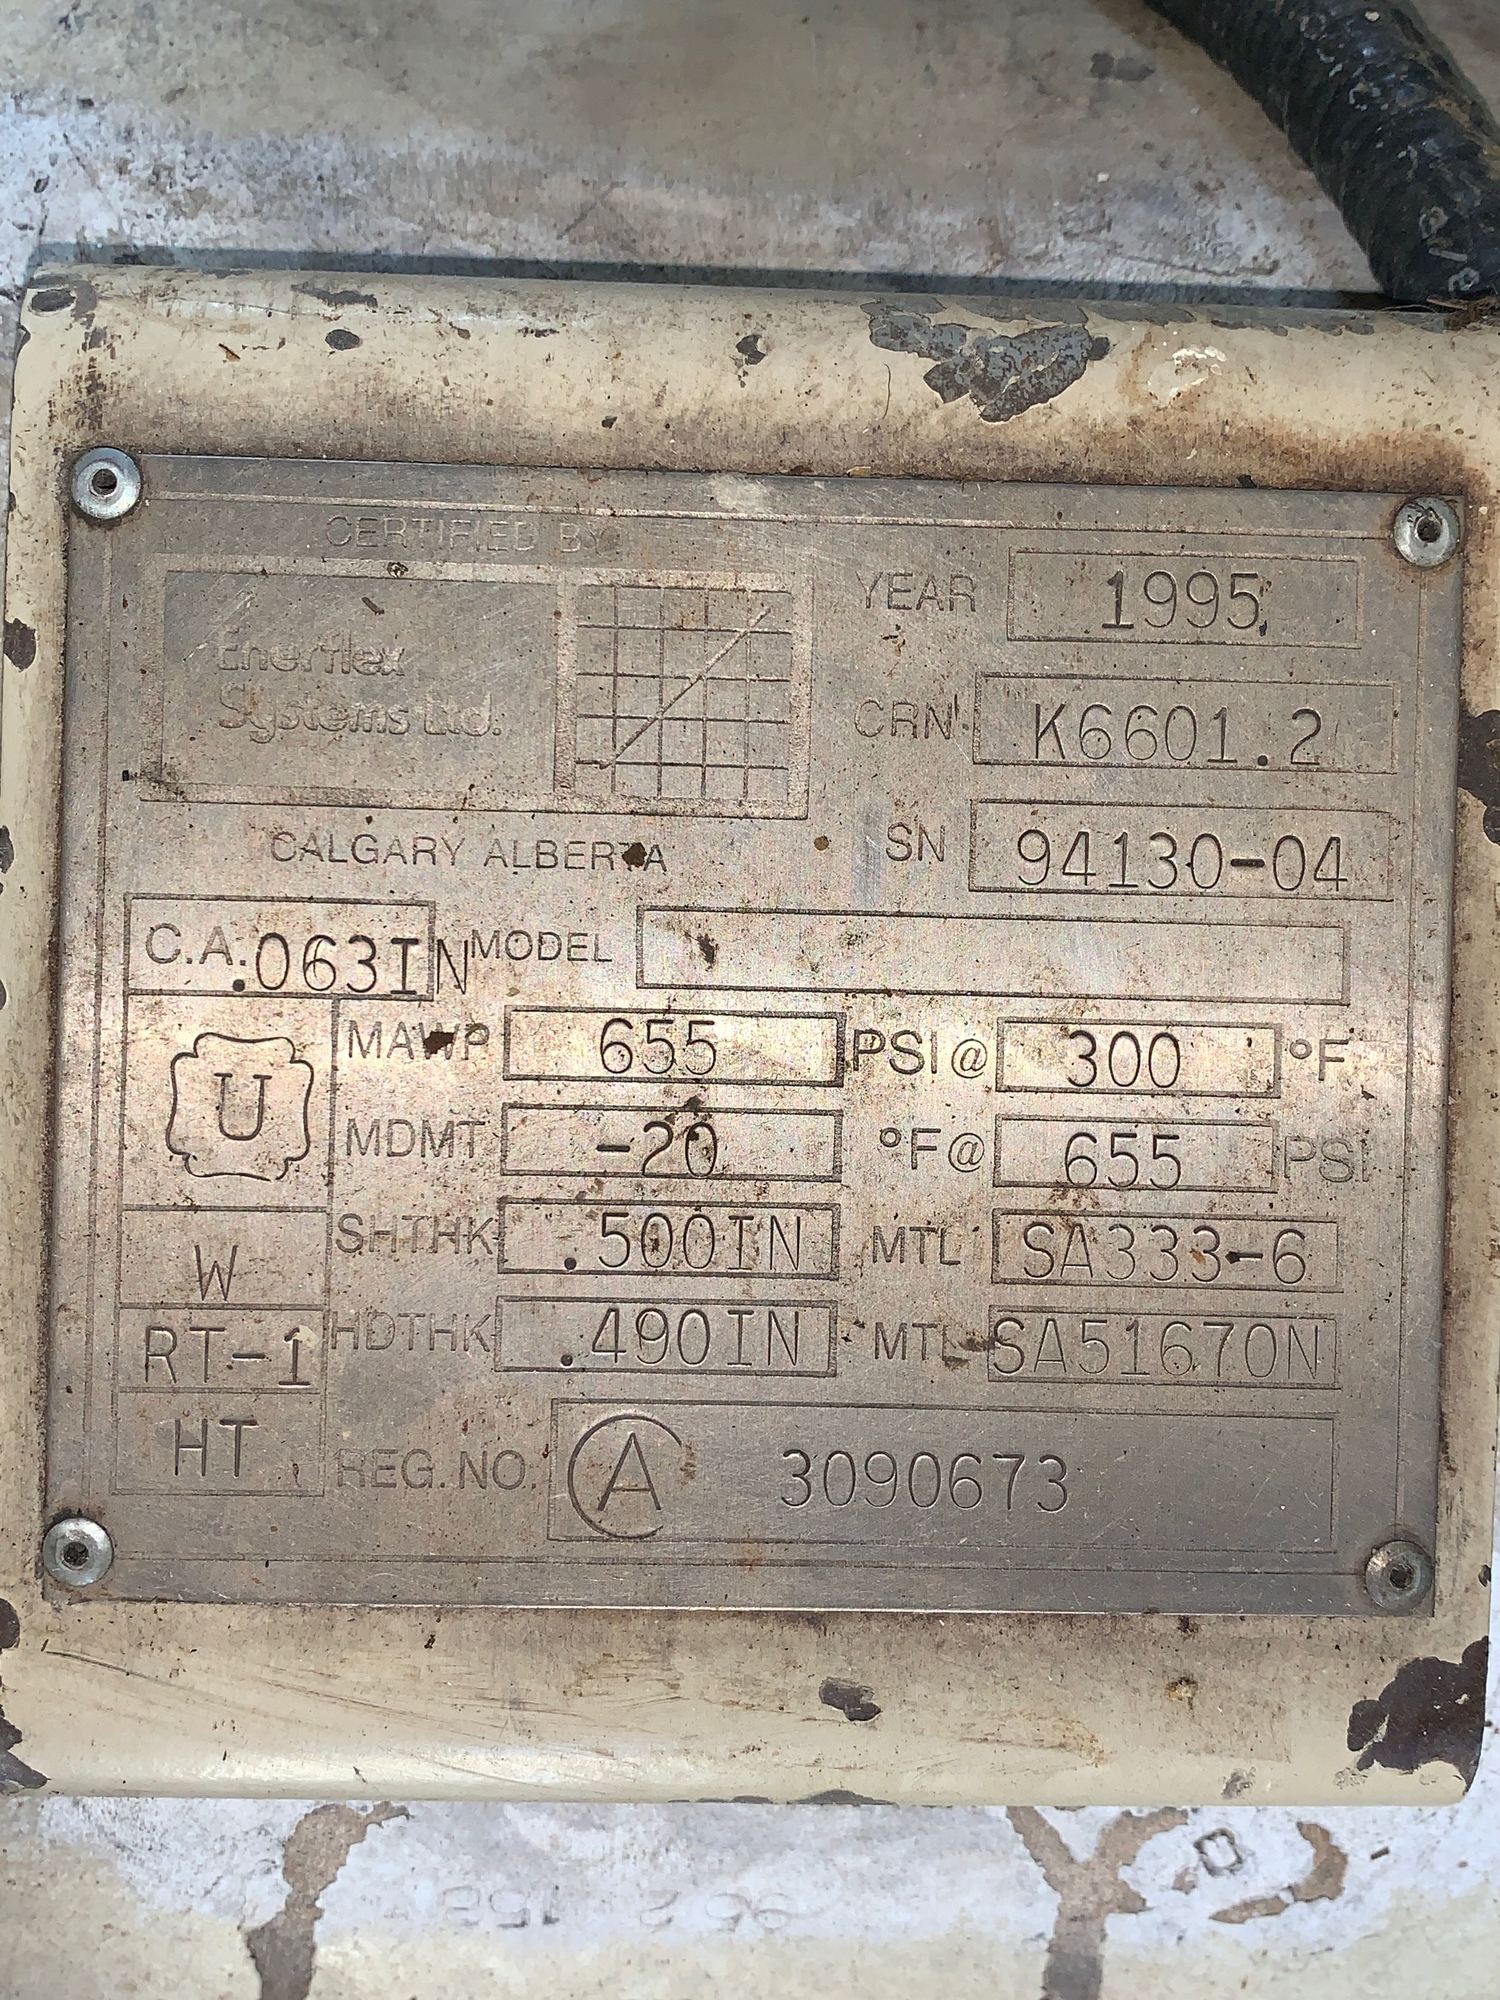 CERTIFIED BY
Enerflex
Systems Ltd.
CALGARY ALBERTA
YEAR 1995
CRN K6601.2
SN 94130-04
C.A. .063IN MODEL
U
MAWP 655 PSI @ 300 °F
MDMT -20 °F @ 655 PSI
W
SHTHK .500IN MTL SA333-6
RT-1
HDTHK .490IN MTL SA51670N
HT
REG. NO. A 3090673